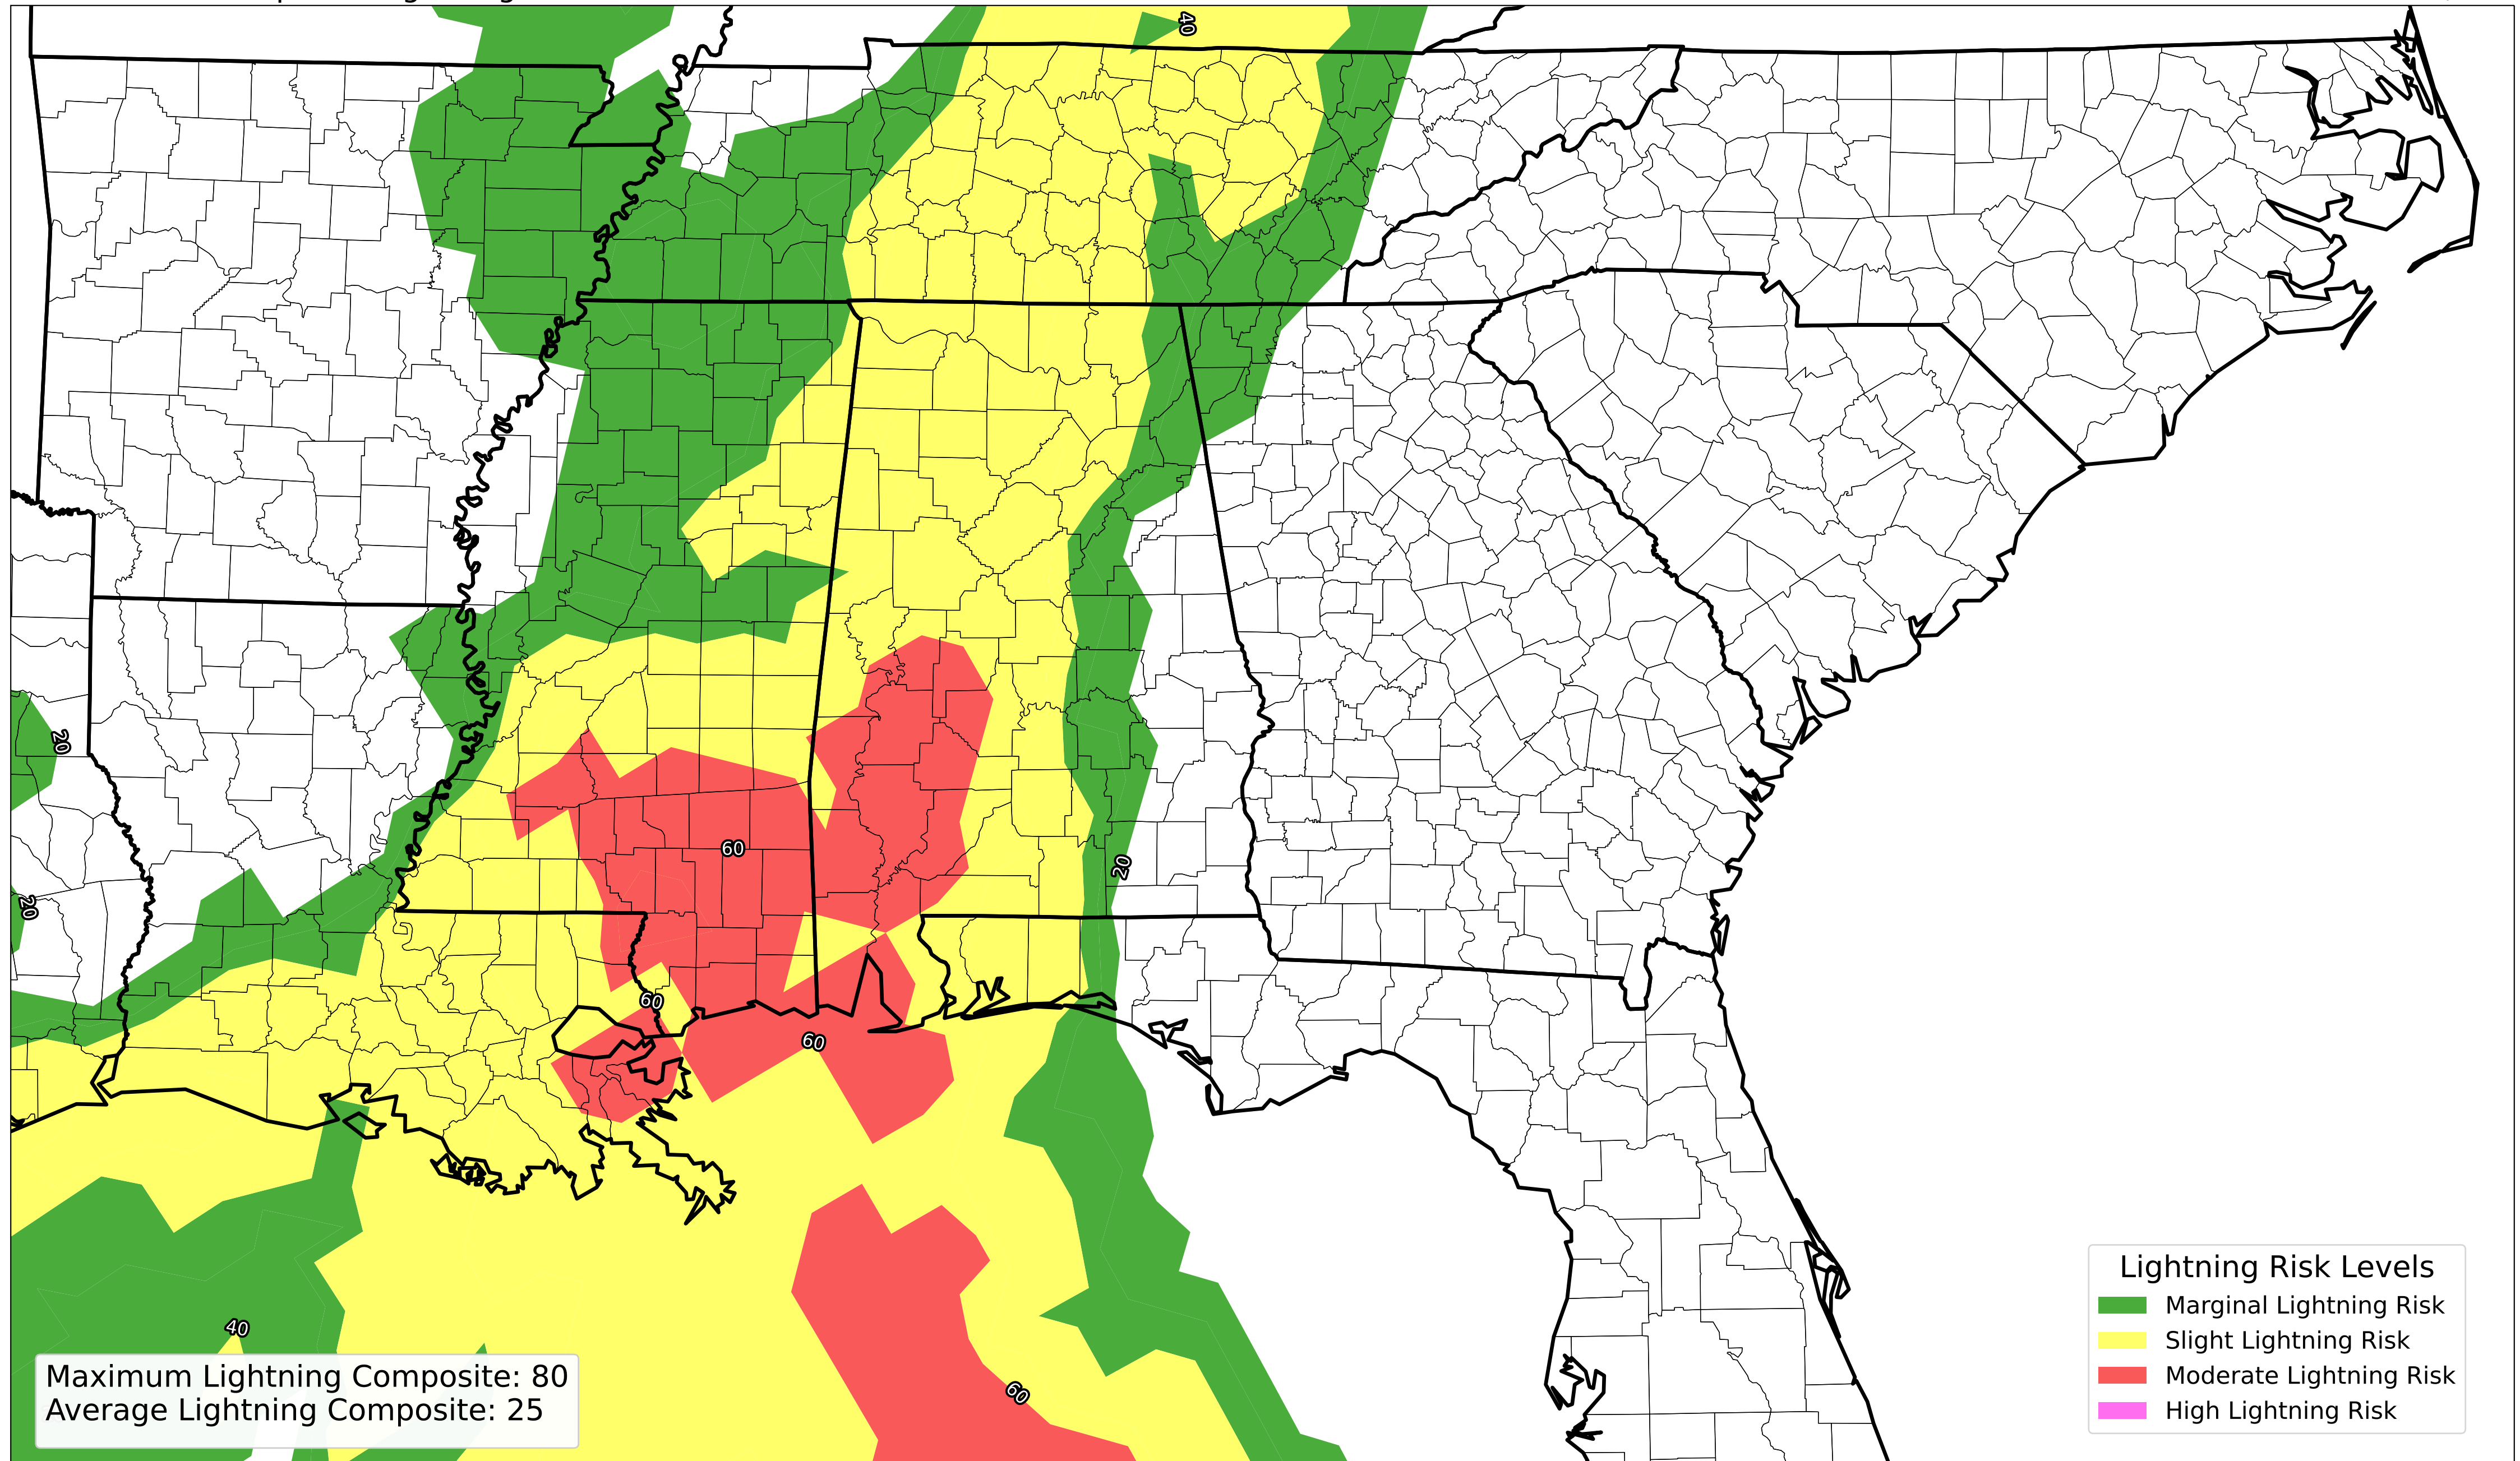 40
20
60
20
20
60
60
40
60
Lightning Risk Levels
Marginal Lightning Risk
Slight Lightning Risk
Moderate Lightning Risk
High Lightning Risk
Maximum Lightning Composite: 80
Average Lightning Composite: 25